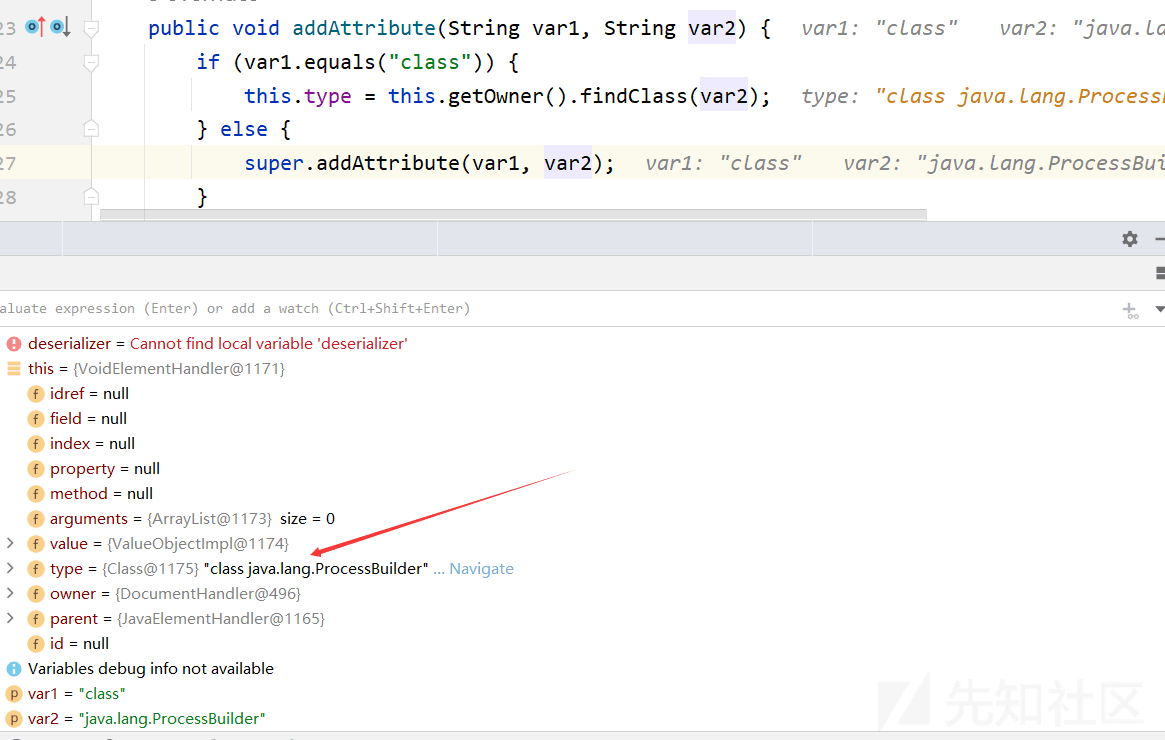 23 public void addAttribute(String var1, String var2) { var1: "class" var2: "java.la
24 if (var1.equals("class")) {
25 this.type = this.getOwner().findClass(var2); type: "class java.lang.Process
26 } else {
27 super.addAttribute(var1, var2); var1: "class" var2: "java.lang.ProcessBui
28 }
aluate expression (Enter) or add a watch (Ctrl+Shift+Enter)
deserializer = Cannot find local variable 'deserializer'
this = {VoidElementHandler@1171}
f idref = null
f field = null
f index = null
f property = null
f method = null
f arguments = {ArrayList@1173} size = 0
f value = {ValueObjectImpl@1174}
f type = {Class@1175} "class java.lang.ProcessBuilder" ... Navigate
f owner = {DocumentHandler@496}
f parent = {JavaElementHandler@1165}
f id = null
Variables debug info not available
p var1 = "class"
p var2 = "java.lang.ProcessBuilder"
先知社区